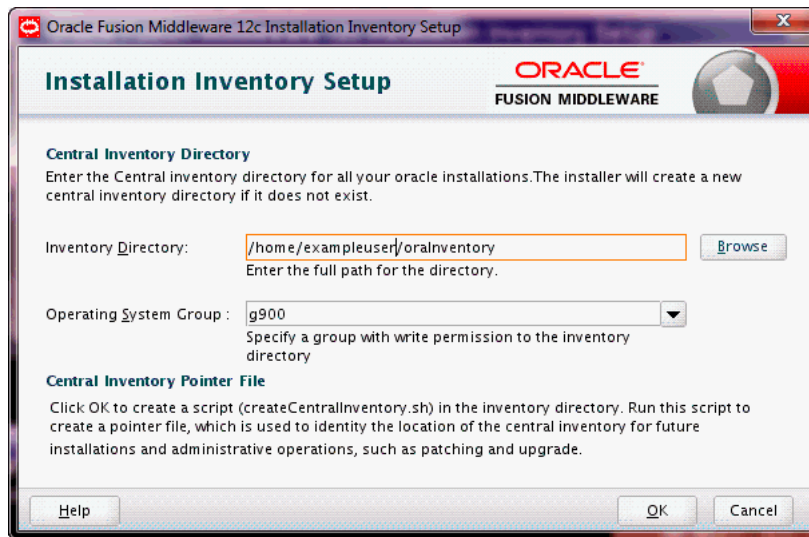 Oracle Fusion Middleware 12c Installation Inventory Setup
x
Installation Inventory Setup
ORACLE
FUSION MIDDLEWARE
Central Inventory Directory
Enter the Central inventory directory for all your oracle installations.The installer will create a new
central inventory directory if it does not exist.
Inventory Directory:
/home/exampleuser/oraInventory
Browse
Enter the full path for the directory.
Operating System Group :
g900
Specify a group with write permission to the inventory
directory
Central Inventory Pointer File
Click OK to create a script (createCentralInventory.sh) in the inventory directory. Run this script to
create a pointer file, which is used to identity the location of the central inventory for future
installations and administrative operations, such as patching and upgrade.
Help
OK
Cancel